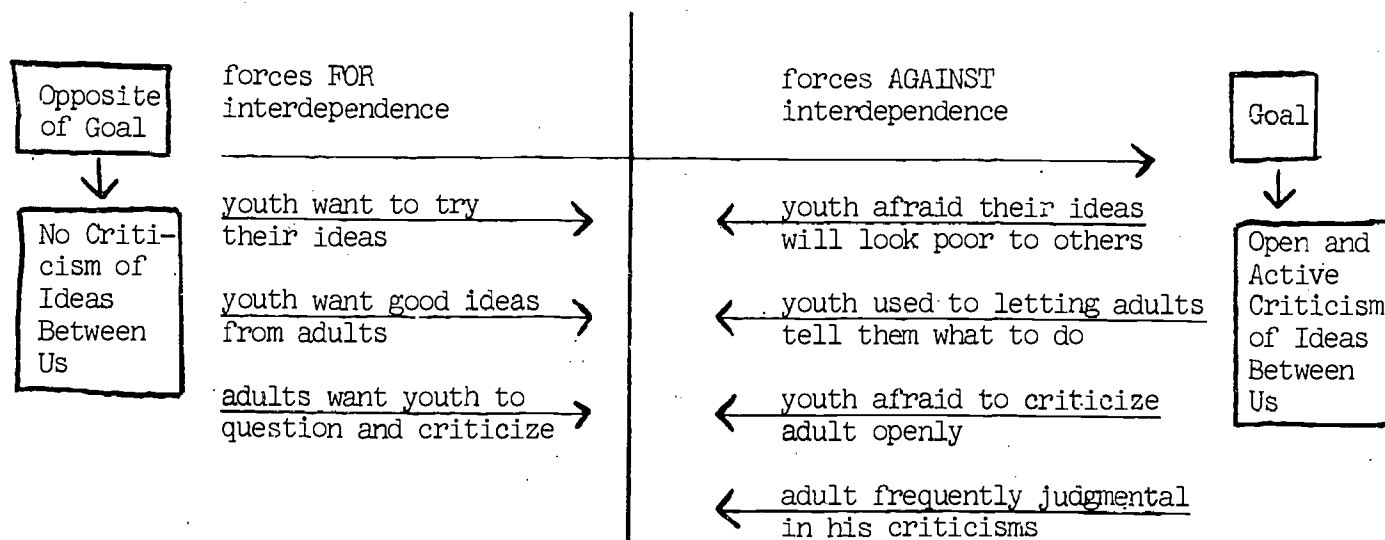 Opposite
of Goal
No Criti-
cism of
Ideas
Between
Us
forces FOR
interdependence
youth want to try
their ideas
youth want good ideas
from adults
adults want youth to
question and criticize
forces AGAINST
interdependence
youth afraid their ideas
will look poor to others
youth used to letting adults
tell them what to do
youth afraid to criticize
adult openly
adult frequently judgmental
in his criticisms
Goal
Open and
Active
Criticism
of Ideas
Between
Us